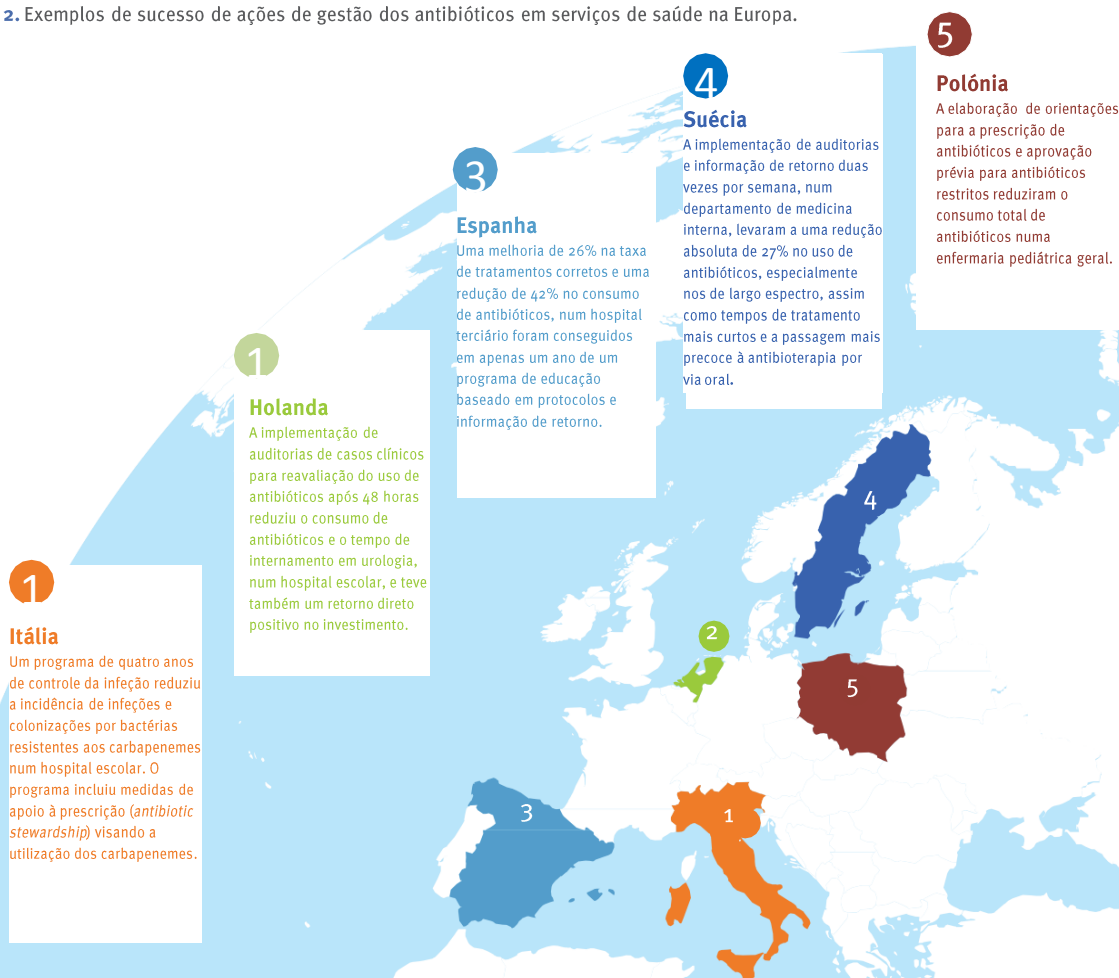 2. Exemplos de sucesso de ações de gestão dos antibióticos em serviços de saúde na Europa.
1
Itália
Um programa de quatro anos
de controle da infeção reduziu
a incidência de infeções e
colonizações por bactérias
resistentes aos carbapenemes
num hospital escolar. O
programa incluiu medidas de
apoio à prescrição (antibiotic
stewardship) visando a
utilização dos carbapenemes.
1
Holanda
A implementação de
auditorias de casos clínicos
para reavaliação do uso de
antibióticos após 48 horas
reduziu o consumo de
antibióticos e o tempo de
internamento em urologia,
num hospital escolar, e teve
também um retorno direto
positivo no investimento.
3
Espanha
Uma melhoria de 26% na taxa
de tratamentos corretos e uma
redução de 42% no consumo
de antibióticos, num hospital
terciário foram conseguidos
em apenas um ano de um
programa de educação
baseado em protocolos e
informação de retorno.
4
Suécia
A implementação de auditorias
e informação de retorno duas
vezes por semana, num
departamento de medicina
interna, levaram a uma redução
absoluta de 27% no uso de
antibióticos, especialmente
nos de largo espectro, assim
como tempos de tratamento
mais curtos e a passagem mais
precoce à antibioterapia por
via oral.
5
Polónia
A elaboração de orientações
para a prescrição de
antibióticos e aprovação
prévia para antibióticos
restritos reduziram o
consumo total de
antibióticos numa
enfermaria pediátrica geral.
4
2
5
3
1